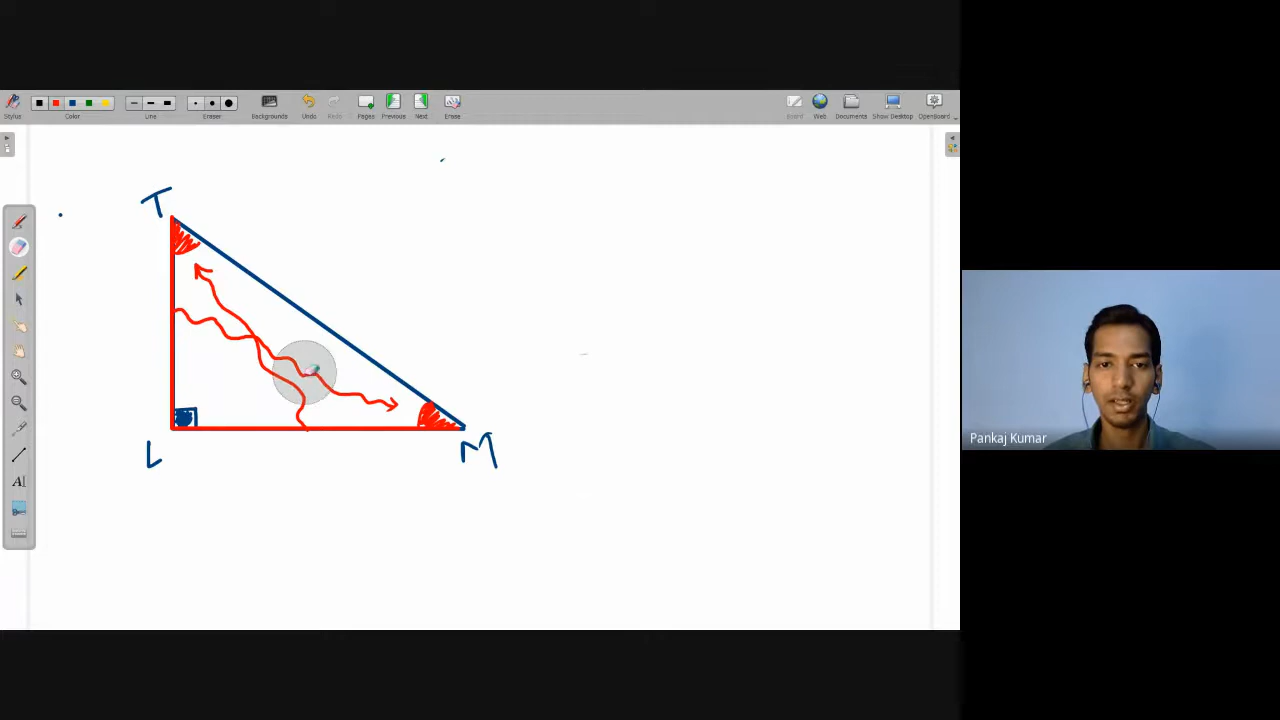 Stylus Color Line Eraser Backgrounds Undo Redo Pages Previous Next Erase Board Web Documents Show Desktop OpenBoard
T
L M
Pankaj Kumar